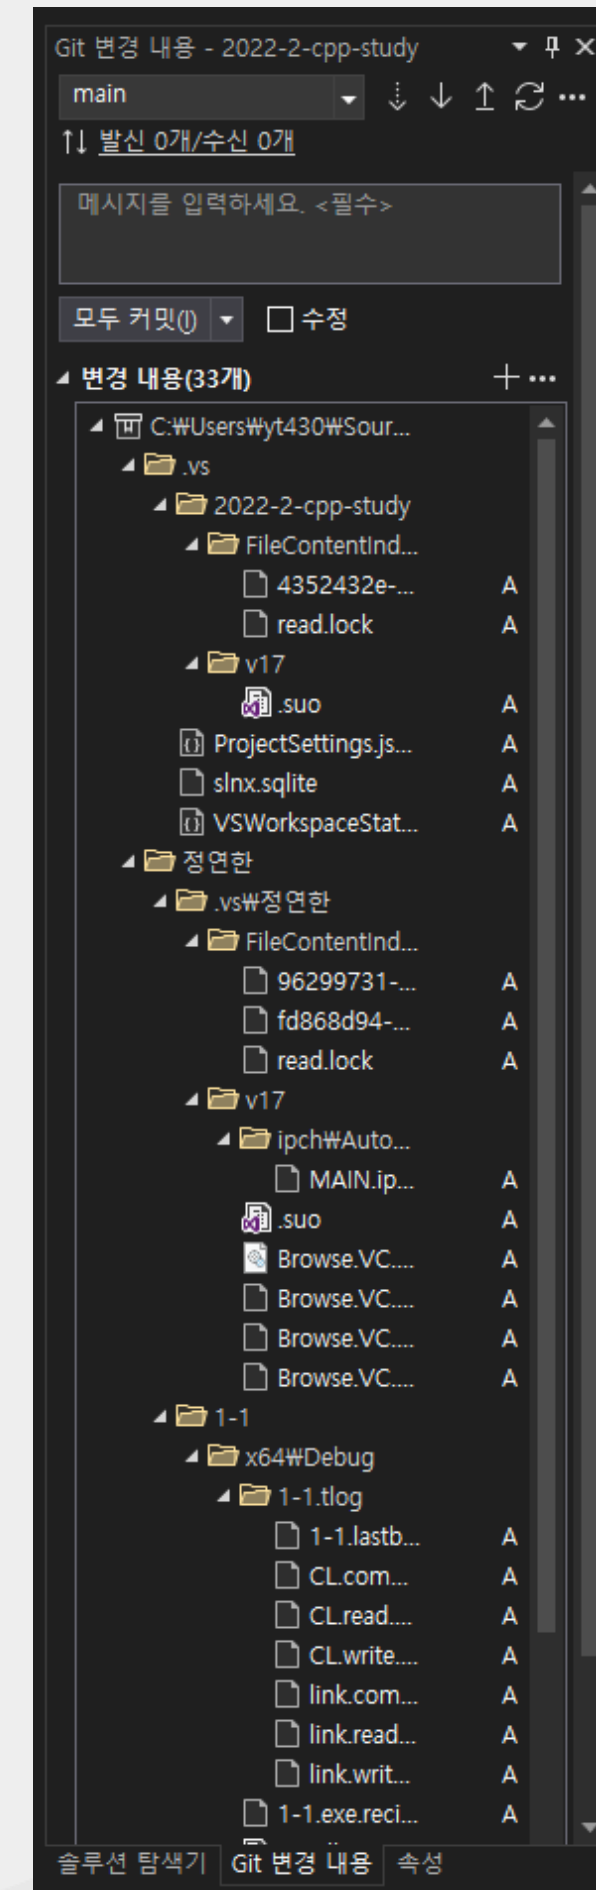 Git 변경 내용 - 2022-2-cpp-study
main
발신 0개/수신 0개
메시지를 입력하세요. <필수>
모두 커밋(I) 수정
변경 내용(33개)
C:₩Users₩yt430₩Sour...
.vs
2022-2-cpp-study
FileContentInd...
4352432e-... A
read.lock A
v17
.suo A
ProjectSettings.js... A
slnx.sqlite A
VSWorkspaceStat... A
정연한
.vs₩정연한
FileContentInd...
96299731-... A
fd868d94-... A
read.lock A
v17
ipch₩Auto...
MAIN.ip... A
.suo A
Browse.VC.... A
Browse.VC.... A
Browse.VC.... A
Browse.VC.... A
1-1
x64₩Debug
1-1.tlog
1-1.lastb... A
CL.com... A
CL.read.... A
CL.write.... A
link.com... A
link.read... A
link.writ... A
1-1.exe.reci... A
솔루션 탐색기 Git 변경 내용 속성